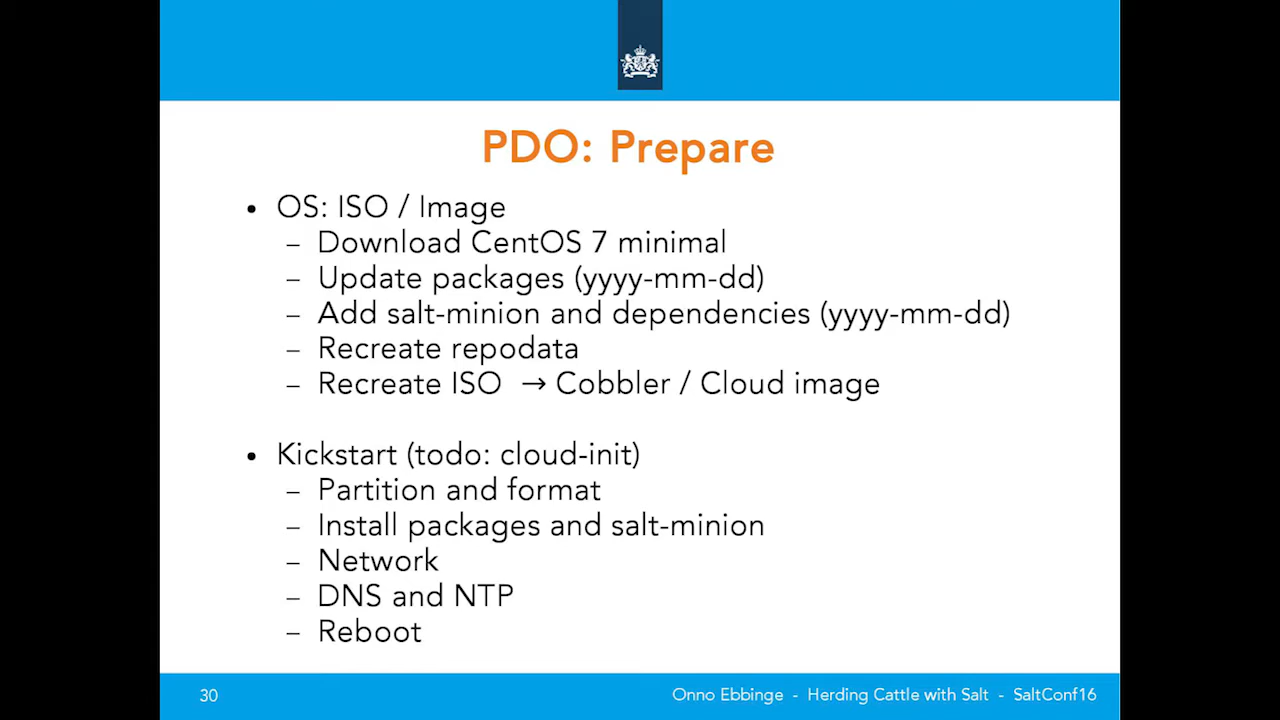 PDO: Prepare
• OS: ISO / Image
– Download CentOS 7 minimal
– Update packages (yyyy-mm-dd)
– Add salt-minion and dependencies (yyyy-mm-dd)
– Recreate repodata
– Recreate ISO → Cobbler / Cloud image
• Kickstart (todo: cloud-init)
– Partition and format
– Install packages and salt-minion
– Network
– DNS and NTP
– Reboot
30
Onno Ebbinge - Herding Cattle with Salt - SaltConf16